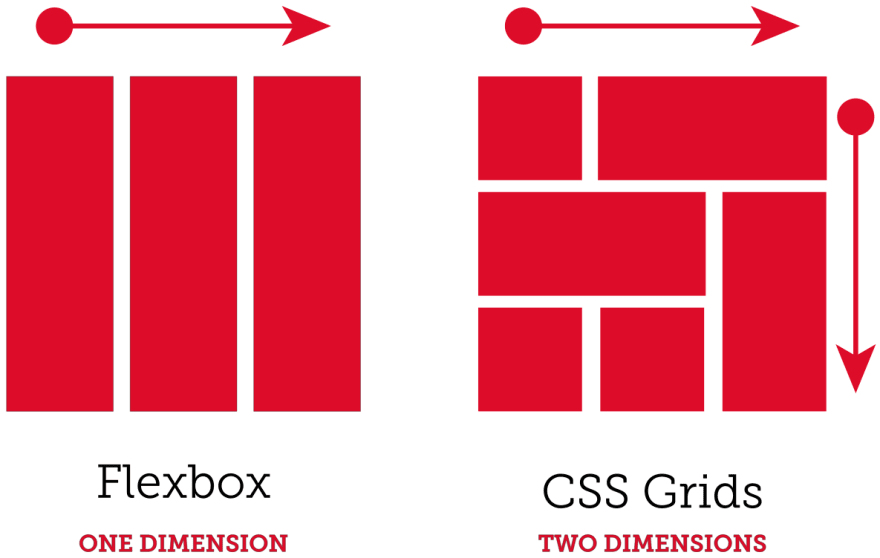 Flexbox
ONE DIMENSION
CSS Grids
TWO DIMENSIONS